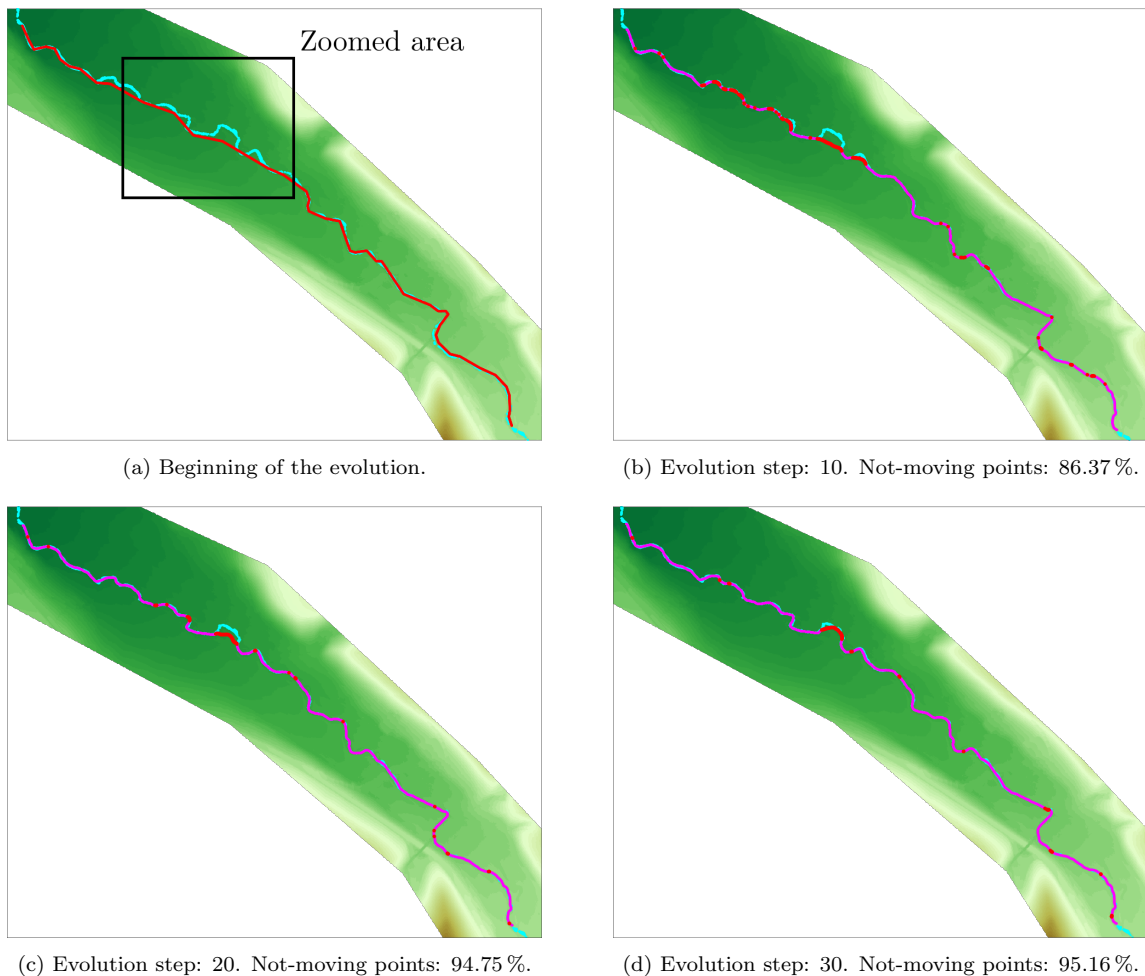 Zoomed area
(a) Beginning of the evolution.
(b) Evolution step: 10. Not-moving points: 86.37 %.
(c) Evolution step: 20. Not-moving points: 94.75 %.
(d) Evolution step: 30. Not-moving points: 95.16 %.